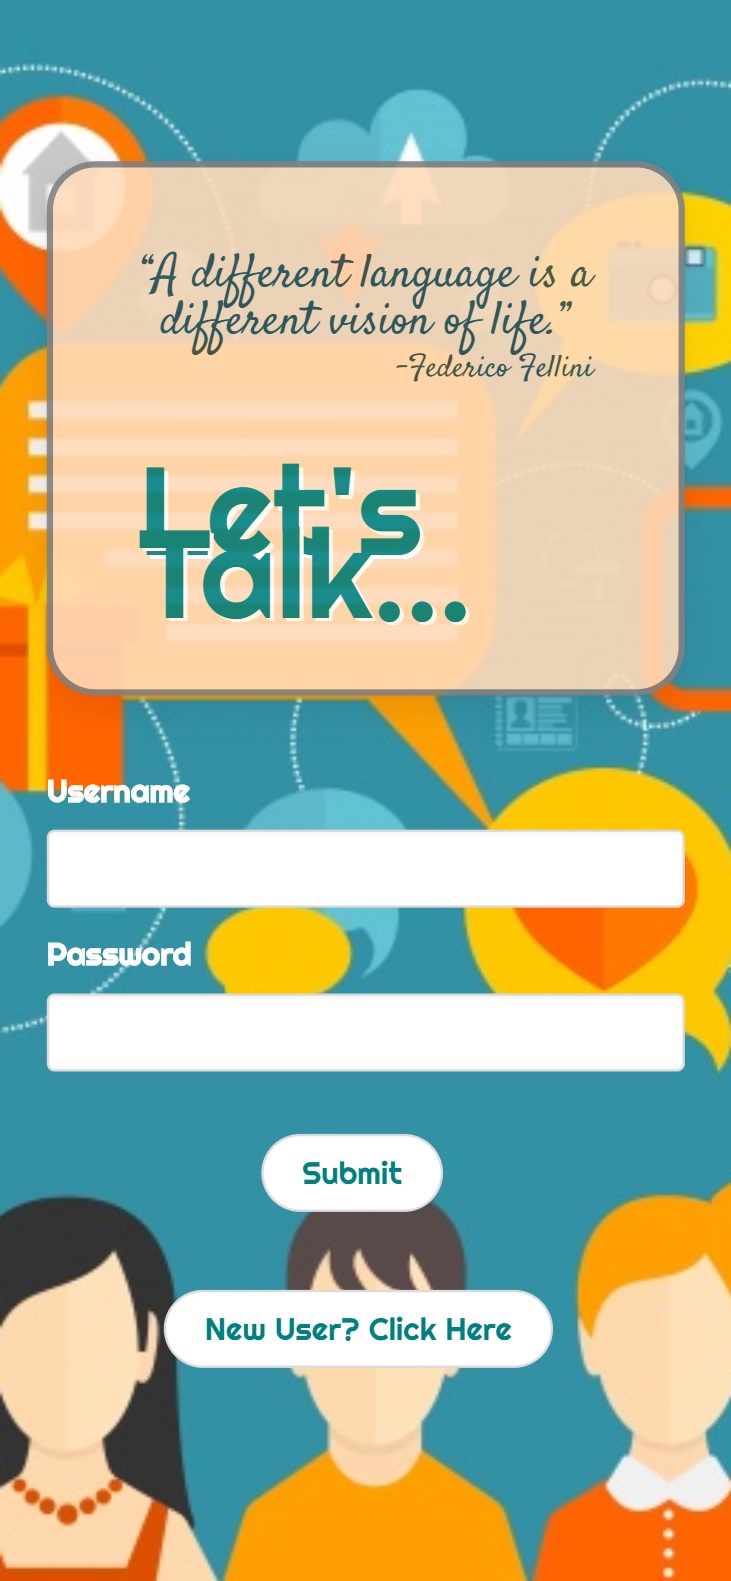 “A different language is a
different vision of life.”
-Federico Fellini
Let's
Talk...
Username
Password
Submit
New User? Click Here